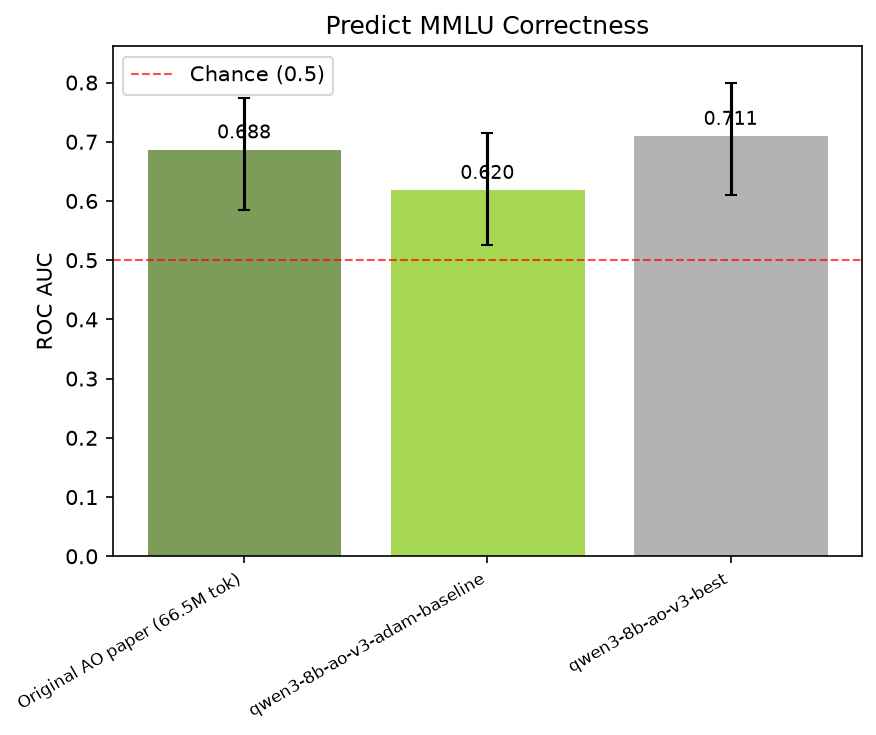 Predict MMLU Correctness
Chance (0.5)
ROC AUC
0.8
0.7
0.6
0.5
0.4
0.3
0.2
0.1
0.0
0.688
0.620
0.711
Original AO paper (66.5M tok)
qwen3-8b-ao-v3-adam-baseline
qwen3-8b-ao-v3-best